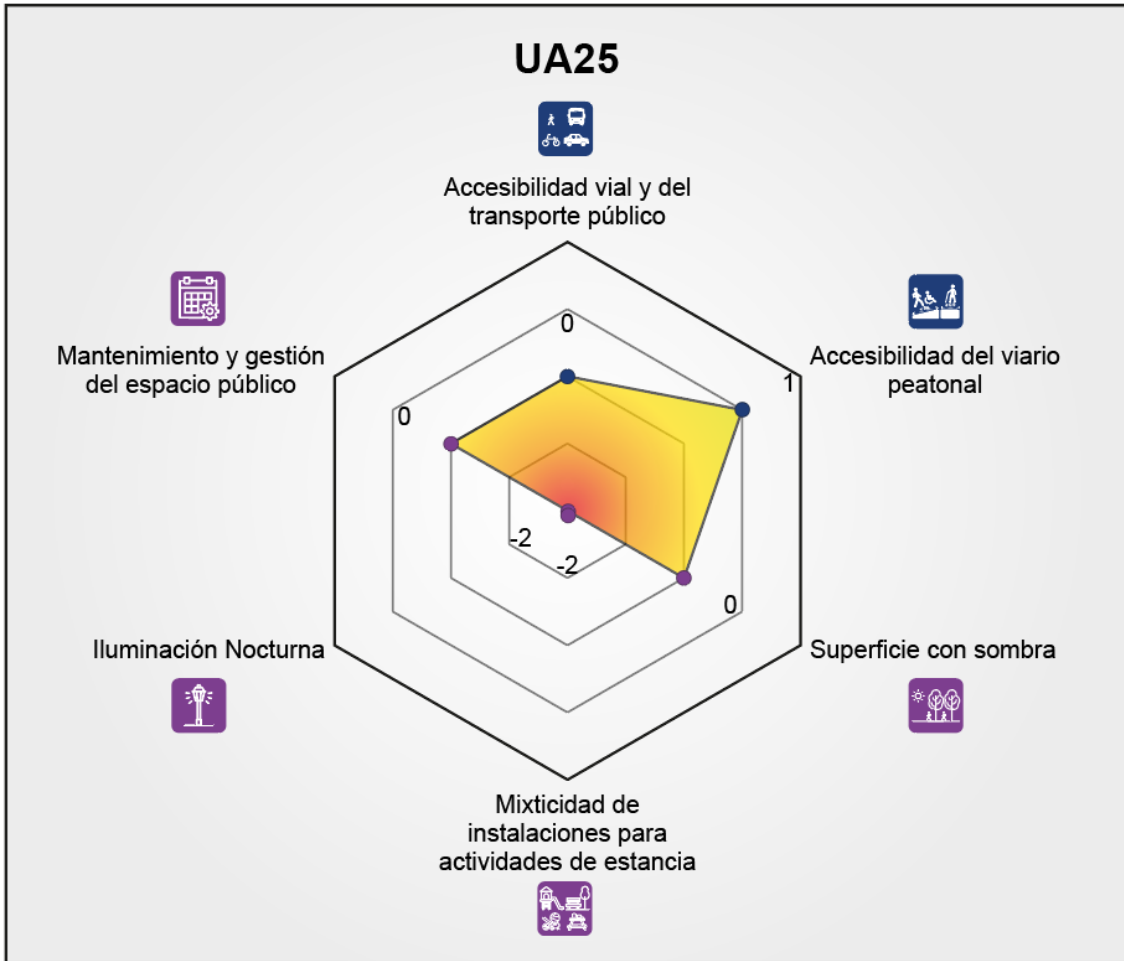 UA25
Accesibilidad vial y del
transporte público
0
Mantenimiento y gestión
del espacio público
0
Accesibilidad del viario
peatonal
1
-2
-2
0
Iluminación Nocturna
Superficie con sombra
Mixticidad de
instalaciones para
actividades de estancia